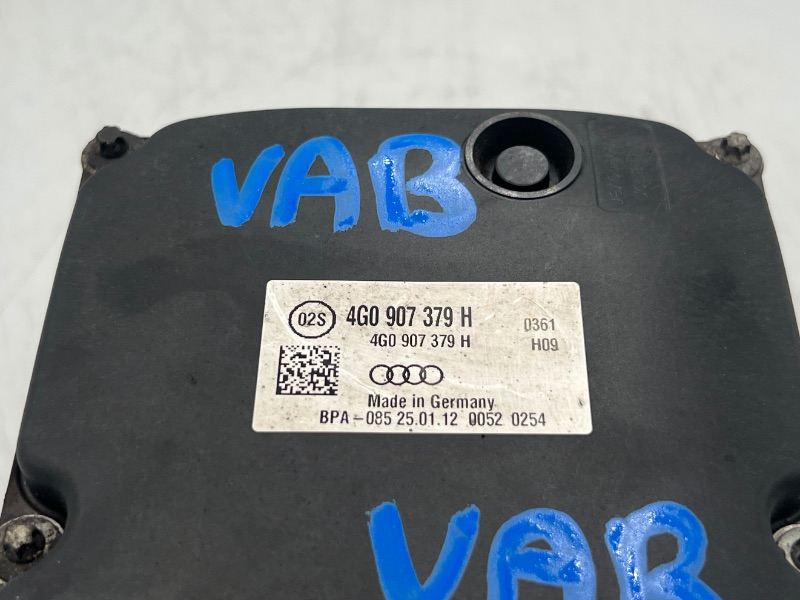 VAB
02S 4G0 907 379 H 0361
4G0 907 379 H H09
Made in Germany
BPA-085 25.01.12 0052 0254
VAB